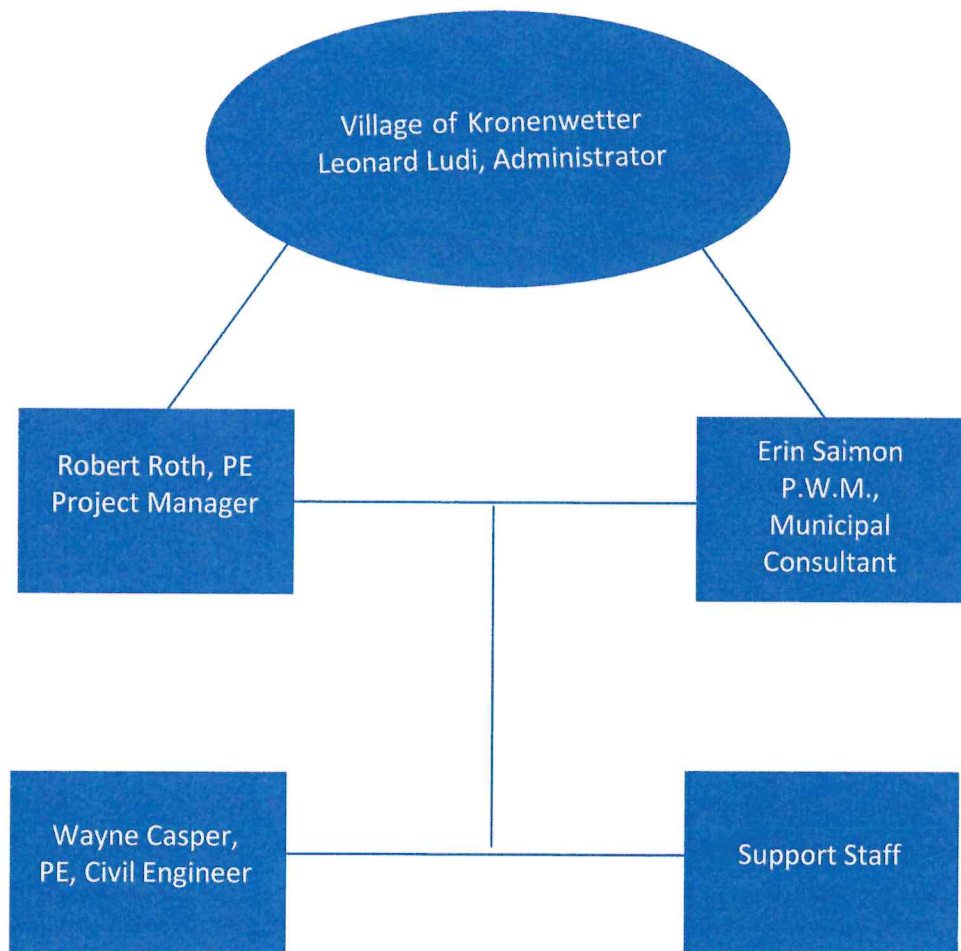 Village of Kronenwetter
Leonard Ludi, Administrator
Robert Roth, PE
Project Manager
Erin Saimon
P.W.M.,
Municipal
Consultant
Wayne Casper,
PE, Civil Engineer
Support Staff